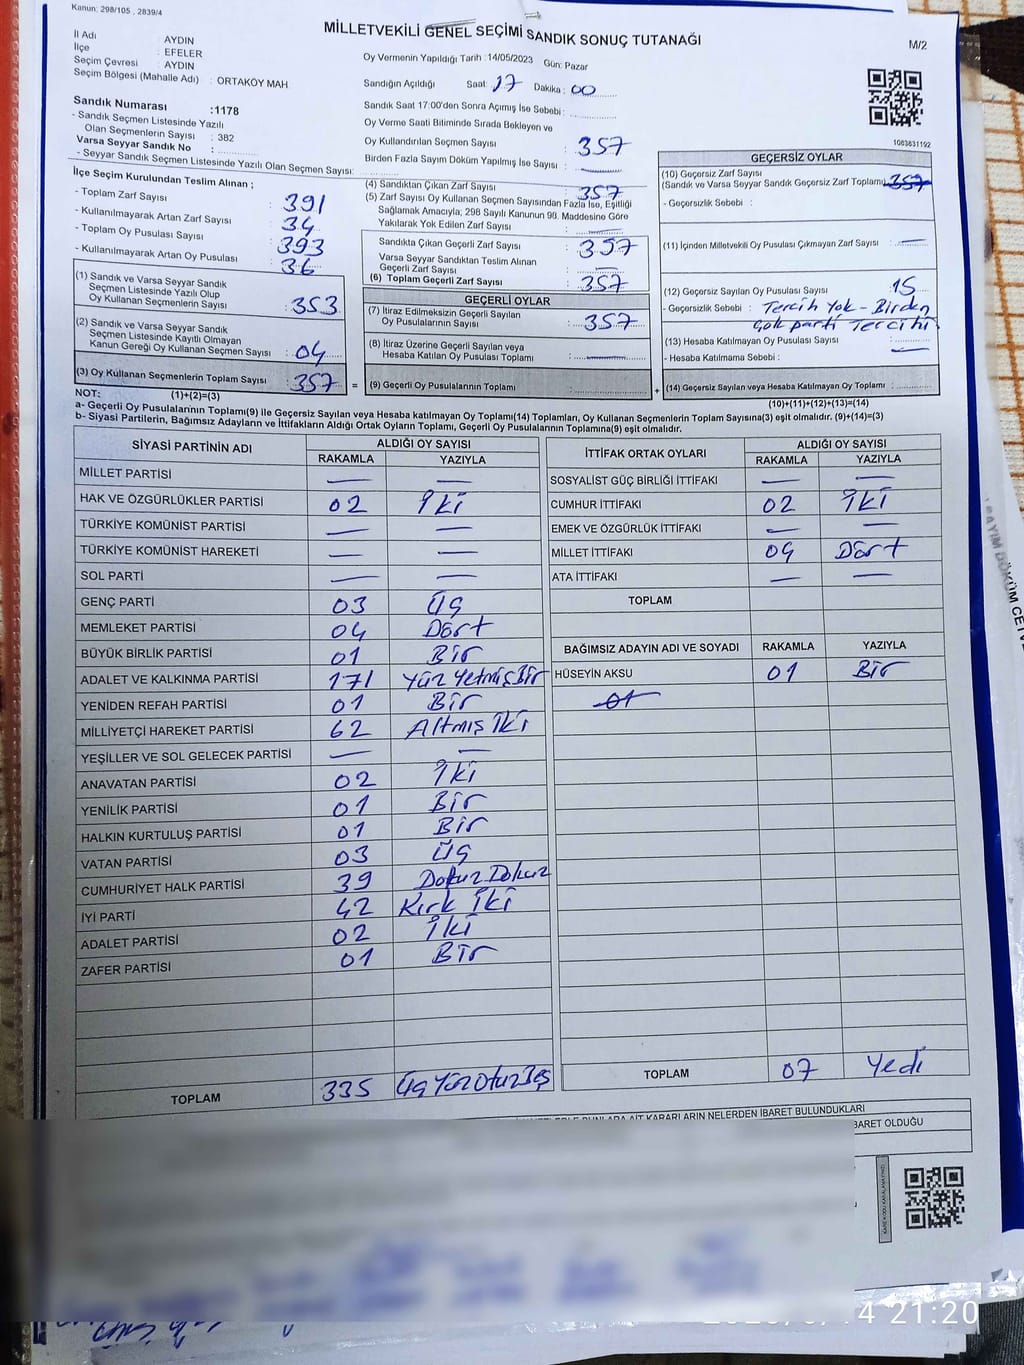 Kanun: 298/105 , 2839/4
MİLLETVEKİLİ GENEL SEÇİMİ SANDIK SONUÇ TUTANAĞI
M/2
İl Adı : AYDIN
İlçe : EFELER
Seçim Çevresi : AYDIN
Seçim Bölgesi (Mahalle Adı) : ORTAKÖY MAH
Sandık Numarası :1178
- Sandık Seçmen Listesinde Yazılı
Olan Seçmenlerin Sayısı : 382
Varsa Seyyar Sandık No :
- Seyyar Sandık Seçmen Listesinde Yazılı Olan Seçmen Sayısı:
Oy Vermenin Yapıldığı Tarih : 14/05/2023 Gün: Pazar
Sandığın Açıldığı Saat: 17 Dakika: 00
Sandık Saat 17:00'den Sonra Açımış İse Sebebi :
Oy Verme Saati Bitiminde Sırada Bekleyen ve
Oy Kullandırılan Seçmen Sayısı : 357
Birden Fazla Sayım Döküm Yapılmış İse Sayısı :
1083631192
İlçe Seçim Kurulundan Teslim Alınan ;
- Toplam Zarf Sayısı : 391
- Kullanılmayarak Artan Zarf Sayısı : 34
- Toplam Oy Pusulası Sayısı : 393
- Kullanılmayarak Artan Oy Pusulası : 36
(1) Sandık ve Varsa Seyyar Sandık
Seçmen Listesinde Yazılı Olup
Oy Kullanan Seçmenlerin Sayısı : 353
(2) Sandık ve Varsa Seyyar Sandık
Seçmen Listesinde Kayıtlı Olmayan
Kanun Gereği Oy Kullanan Seçmen Sayısı : 04
(3) Oy Kullanan Seçmenlerin Toplam Sayısı : 357
(4) Sandıktan Çıkan Zarf Sayısı : 357
(5) Zarf Sayısı Oy Kullanan Seçmen Sayısından Fazla İse, Eşitliği
Sağlamak Amacıyla; 298 Sayılı Kanunun 98. Maddesine Göre
Yakılarak Yok Edilen Zarf Sayısı :
Sandıkta Çıkan Geçerli Zarf Sayısı : 357
Varsa Seyyar Sandıktan Teslim Alınan
Geçerli Zarf Sayısı :
(6) Toplam Geçerli Zarf Sayısı : 357
GEÇERLİ OYLAR
(7) İtiraz Edilmeksizin Geçerli Sayılan
Oy Pusulalarının Sayısı : 357
(8) İtiraz Üzerine Geçerli Sayılan veya
Hesaba Katılan Oy Pusulası Toplamı :
= (9) Geçerli Oy Pusulalarının Toplamı :
GEÇERSİZ OYLAR
(10) Geçersiz Zarf Sayısı
(Sandık ve Varsa Seyyar Sandık Geçersiz Zarf Toplamı) 357
- Geçersizlik Sebebi :
(11) İçinden Milletvekili Oy Pusulası Çıkmayan Zarf Sayısı :
(12) Geçersiz Sayılan Oy Pusulası Sayısı : 15
- Geçersizlik Sebebi : Tercih Yok - Birden
çok parti Tercihi
(13) Hesaba Katılmayan Oy Pusulası Sayısı :
- Hesaba Katılmama Sebebi :
+ (14) Geçersiz Sayılan veya Hesaba Katılmayan Oy Toplamı :
NOT: (1)+(2)=(3)
(10)+(11)+(12)+(13)=(14)
a- Geçerli Oy Pusulalarının Toplamı(9) ile Geçersiz Sayılan veya Hesaba katılmayan Oy Toplamı(14) Toplamları, Oy Kullanan Seçmenlerin Toplam Sayısına(3) eşit olmalıdır. (9)+(14)=(3)
b- Siyasi Partilerin, Bağımsız Adayların ve İttifakların Aldığı Ortak Oyların Toplamı, Geçerli Oy Pusulalarının Toplamına(9) eşit olmalıdır.
SİYASİ PARTİNİN ADI ALDIĞI OY SAYISI
RAKAMLA YAZIYLA
MİLLET PARTİSİ — —
HAK VE ÖZGÜRLÜKLER PARTİSİ 02 İki
TÜRKİYE KOMÜNİST PARTİSİ — —
TÜRKİYE KOMÜNİST HAREKETİ — —
SOL PARTİ — —
GENÇ PARTİ 03 Üç
MEMLEKET PARTİSİ 04 Dört
BÜYÜK BİRLİK PARTİSİ 01 Bir
ADALET VE KALKINMA PARTİSİ 171 Yüz Yetmiş Bir
YENİDEN REFAH PARTİSİ 01 Bir
MİLLİYETÇİ HAREKET PARTİSİ 62 Altmış İki
YEŞİLLER VE SOL GELECEK PARTİSİ — —
ANAVATAN PARTİSİ 02 İki
YENİLİK PARTİSİ 01 Bir
HALKIN KURTULUŞ PARTİSİ 01 Bir
VATAN PARTİSİ 03 Üç
CUMHURİYET HALK PARTİSİ 39 Dokuz Dokuz
İYİ PARTİ 42 Kırk İki
ADALET PARTİSİ 02 İki
ZAFER PARTİSİ 01 Bir
TOPLAM 335 Üç Yüz Otuz Beş
İTTİFAK ORTAK OYLARI ALDIĞI OY SAYISI
RAKAMLA YAZIYLA
SOSYALİST GÜÇ BİRLİĞİ İTTİFAKI — —
CUMHUR İTTİFAKI 02 İki
EMEK VE ÖZGÜRLÜK İTTİFAKI — —
MİLLET İTTİFAKI 04 Dört
ATA İTTİFAKI — —
TOPLAM
BAĞIMSIZ ADAYIN ADI VE SOYADI RAKAMLA YAZIYLA
HÜSEYİN AKSU 01 Bir
01
TOPLAM 07 Yedi
AİT KARARLARIN NELERDEN İBARET BULUNDUKLARI
BARET OLDUĞU
SAYIM DÖKÜM CETVE
14 21:20